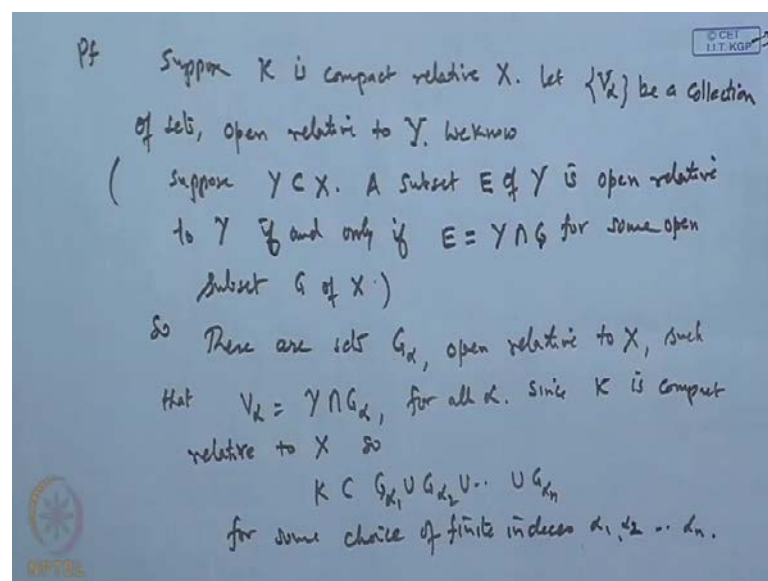 Pf Suppose K is compact relative X. Let {Vα} be a collection
of sets, open relative to Y. We know
( Suppose Y ⊂ X. A subset E of Y is open relative
to Y if and only if E = Y ∩ G for some open
subset G of X.)
So There are sets Gα, open relative to X, such
that Vα = Y ∩ Gα, for all α. Since K is compact
relative to X so
K ⊂ Gα₁ ∪ Gα₂ ∪ .. ∪ Gαₙ
for some choice of finite indeces α₁, α₂ .. αₙ.
© CET
I.I.T. KGP
NPTEL